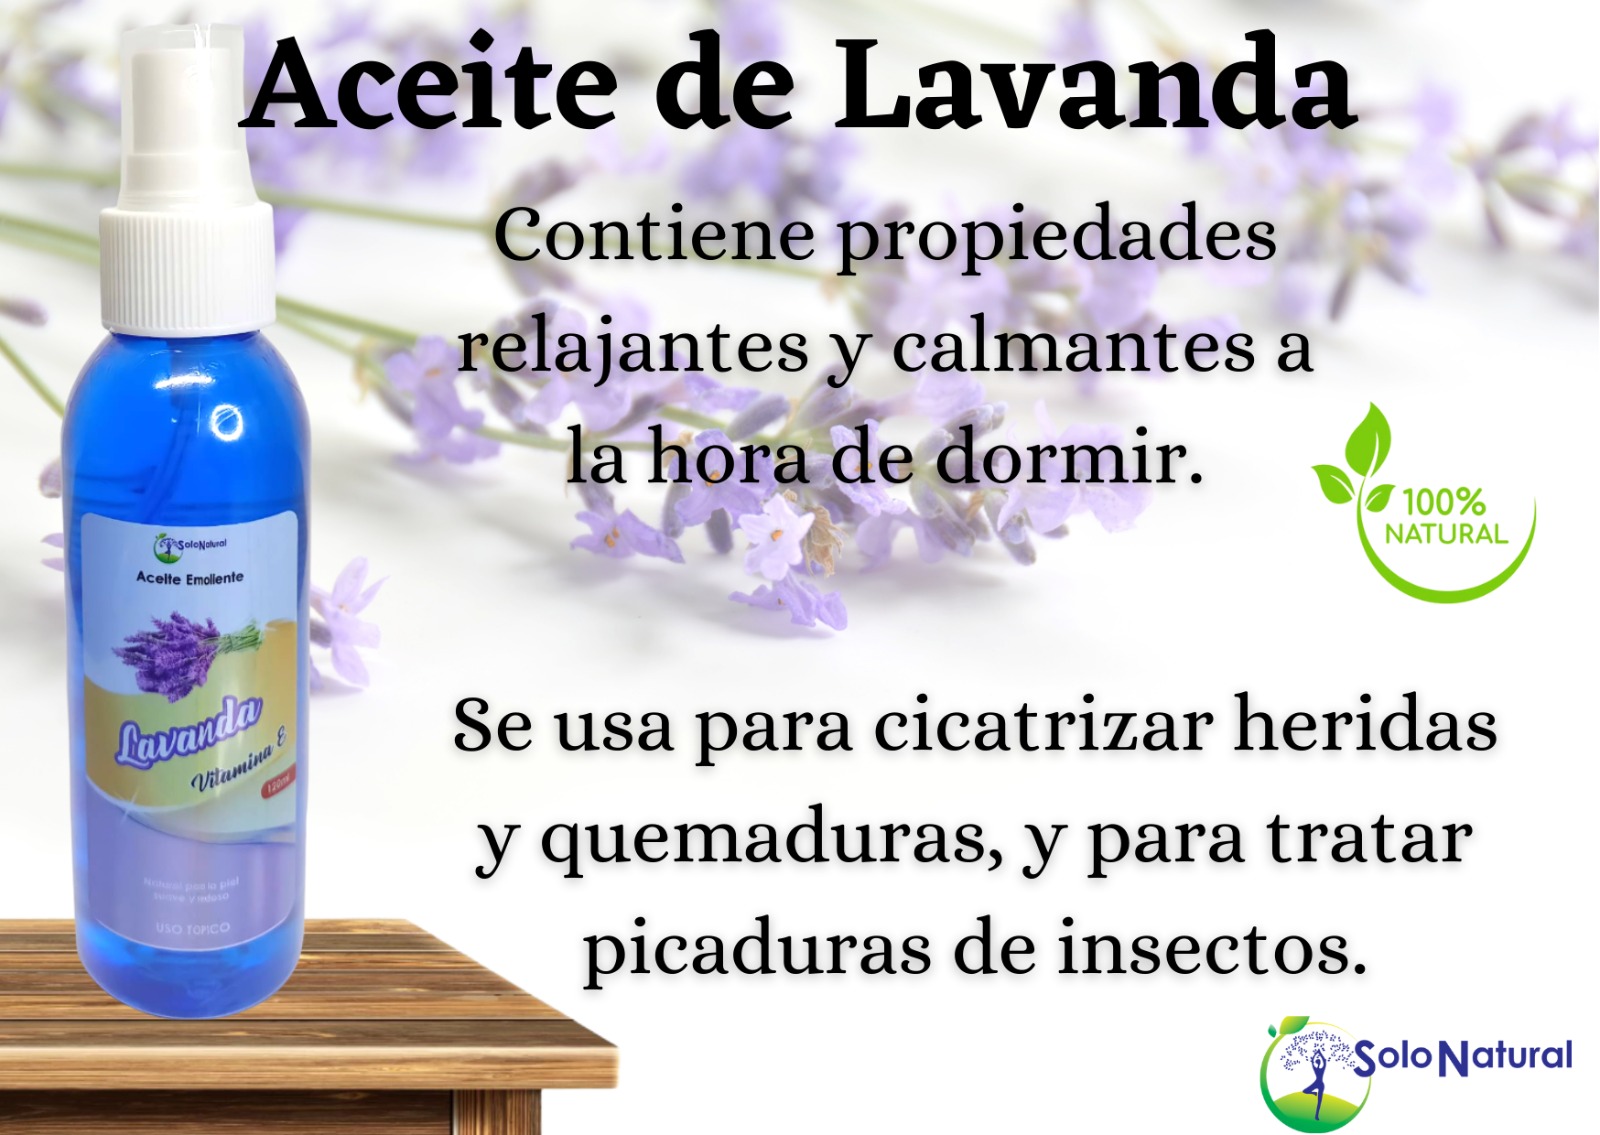 Aceite de Lavanda
Contiene propiedades
relajantes y calmantes a
la hora de dormir.
100%
NATURAL
Se usa para cicatrizar heridas
y quemaduras, y para tratar
picaduras de insectos.
SoloNatural
Aceite Emoliente
Lavanda
Vitamina E
120ml
USO TOPICO
Solo Natural